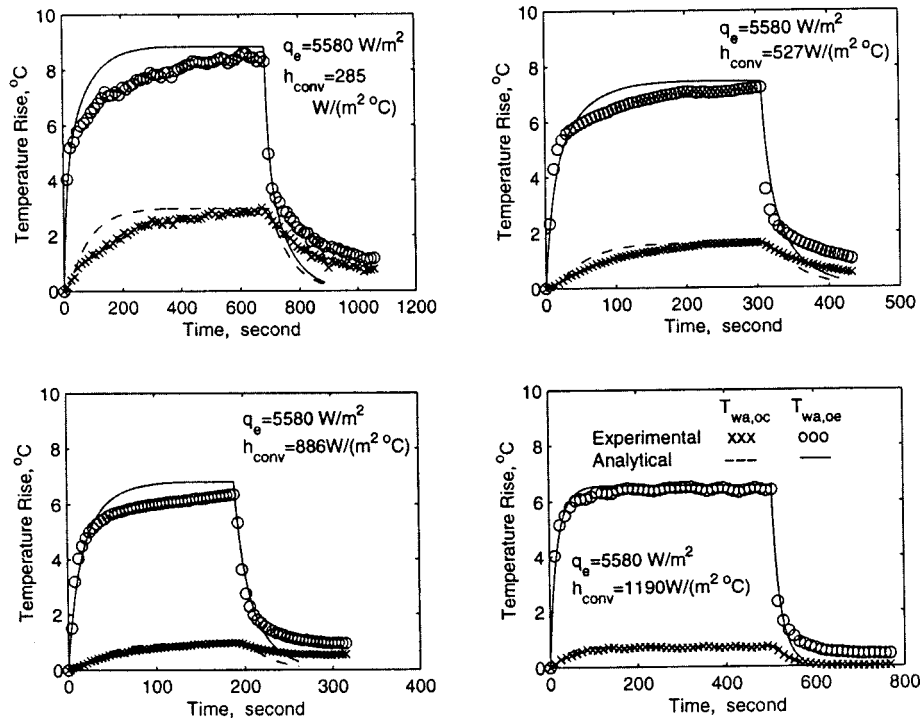 10
8
6
4
2
0
Temperature Rise, °C
q_e=5580 W/m²
h_conv=285
W/(m² °C)
0 200 400 600 800 1000 1200
Time, second
10
8
6
4
2
0
Temperature Rise, °C
q_e=5580 W/m²
h_conv=527W/(m² °C)
0 100 200 300 400 500
Time, second
10
8
6
4
2
0
Temperature Rise, °C
q_e=5580 W/m²
h_conv=886W/(m² °C)
0 100 200 300 400
Time, second
10
8
6
4
2
0
Temperature Rise, °C
T_wa,oc T_wa,oe
Experimental xxx ooo
Analytical --- —
q_e=5580 W/m²
h_conv=1190W/(m² °C)
0 200 400 600 800
Time, second